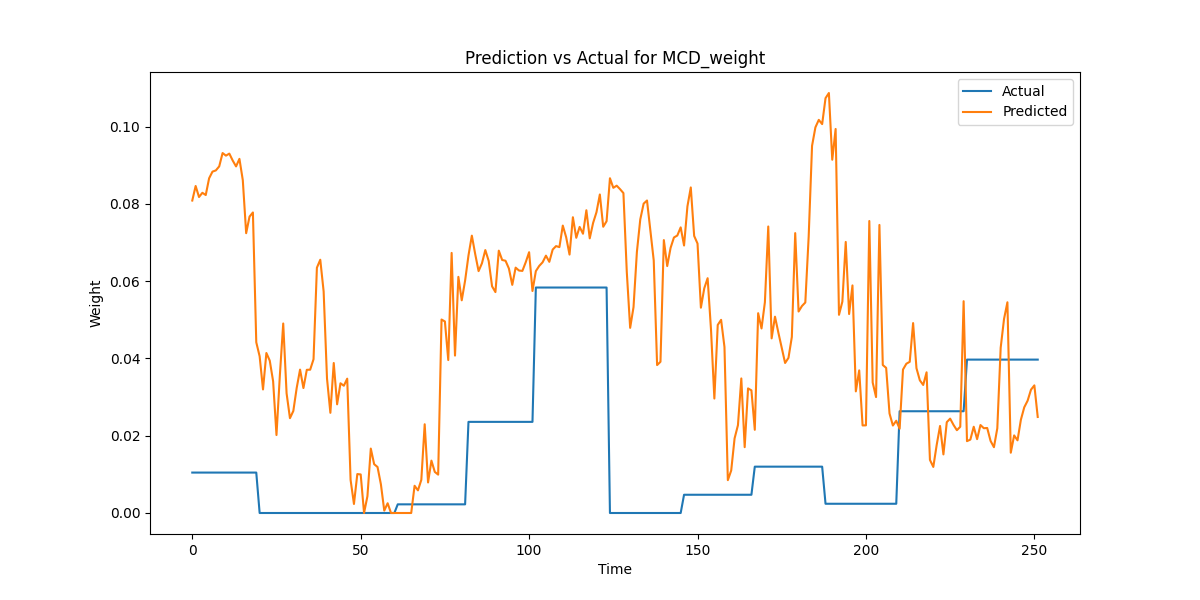 Prediction vs Actual for MCD_weight
Actual
Predicted
0.10
0.08
0.06
0.04
0.02
0.00
Weight
0 50 100 150 200 250
Time